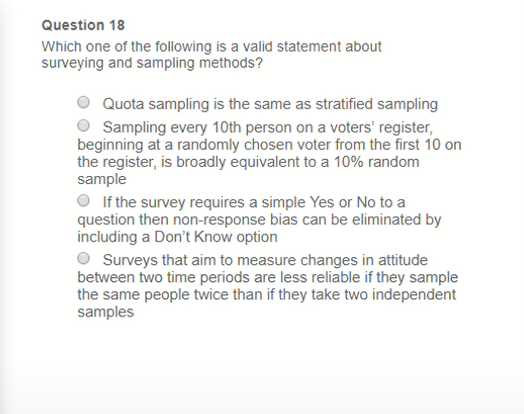 Question 18
Which one of the following is a valid statement about
surveying and sampling methods?
Quota sampling is the same as stratified sampling
Sampling every 10th person on a voters' register,
beginning at a randomly chosen voter from the first 10 on
the register, is broadly equivalent to a 10% random
sample
If the survey requires a simple Yes or No to a
question then non-response bias can be eliminated by
including a Don't Know option
Surveys that aim to measure changes in attitude
between two time periods are less reliable if they sample
the same people twice than if they take two independent
samples